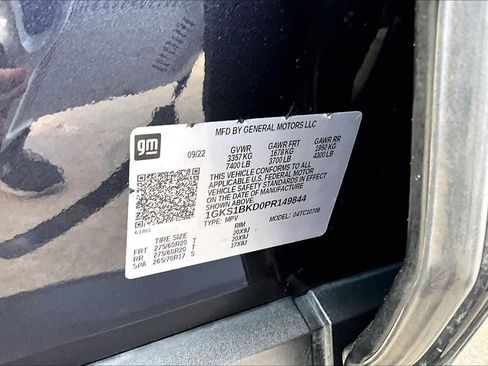 gm
MFD BY GENERAL MOTORS LLC.
09/22 GVWR GAWR FRT GAWR RR
3357 KG 1678 KG 1950 KG
7400 LB 3700 LB 4300 LB
THIS VEHICLE CONFORMS TO ALL
APPLICABLE U.S. FEDERAL MOTOR
VEHICLE SAFETY STANDARDS IN EFFECT ON THE
DATE OF MANUFACTURE SHOWN ABOVE.
1GKS1BKD0PR149844
TYPE: MPV MODEL: 04TC10706
618G
TIRE SIZE RIM
FRT 275/60R20 T 20X9J
RR 275/60R20 T 20X9J
SPA 265/70R17 S 17X8J